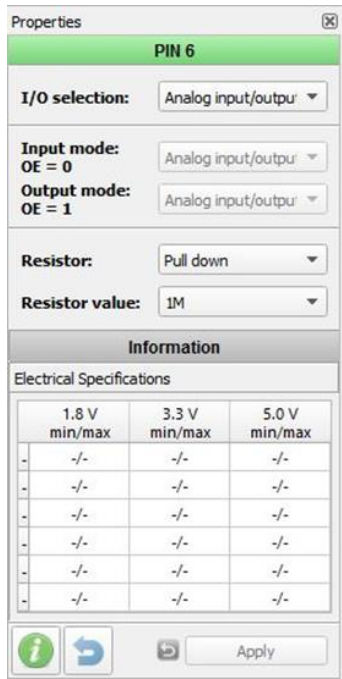 Properties
PIN 6
I/O selection: Analog input/outpu
Input mode:
OE = 0
Analog input/outpu
Output mode:
OE = 1
Analog input/outpu
Resistor: Pull down
Resistor value: 1M
Information
Electrical Specifications
1.8 V 3.3 V 5.0 V
min/max min/max min/max
- -/- -/- -/-
- -/- -/- -/-
- -/- -/- -/-
- -/- -/- -/-
- -/- -/- -/-
- -/- -/- -/-
Apply